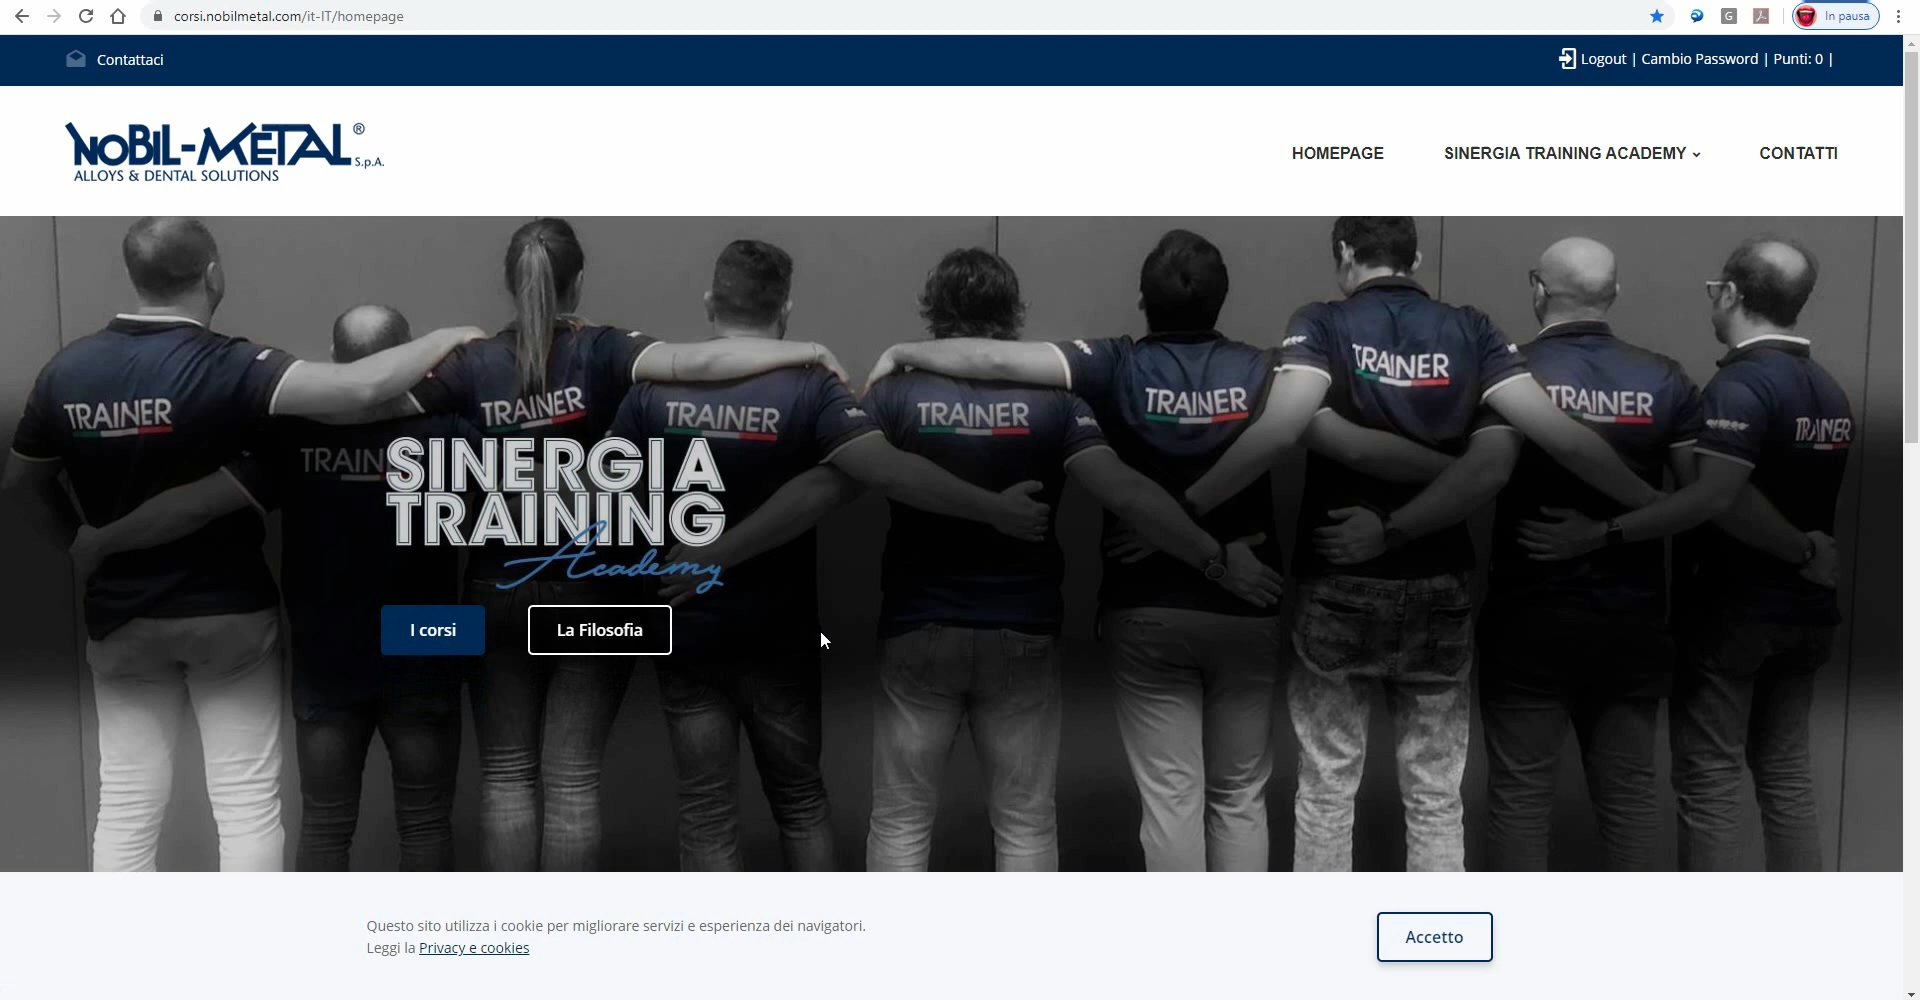 corsi.nobilmetal.com/it-IT/homepage
G
In pausa
Contattaci
Logout | Cambio Password | Punti: 0 |
NOBIL-METAL® S.p.A.
ALLOYS & DENTAL SOLUTIONS
HOMEPAGE
SINERGIA TRAINING ACADEMY
CONTATTI
TRAINER
TRAIN
TRAINER
TRAINER
TRAINER
TRAINER
TRAINER
TRAINER
TRAINER
SINERGIA
TRAINING
Academy
I corsi
La Filosofia
Questo sito utilizza i cookie per migliorare servizi e esperienza dei navigatori.
Leggi la Privacy e cookies
Accetto